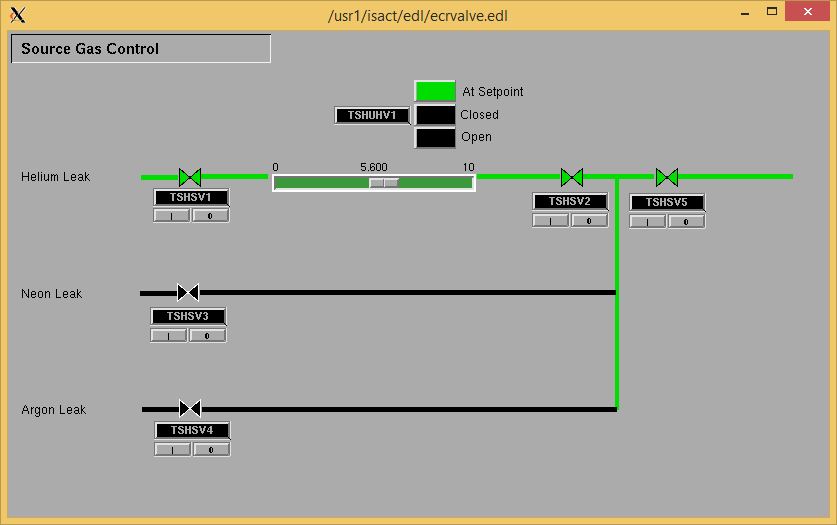 /usr1/isact/edl/ecrvalve.edl
Source Gas Control
At Setpoint
TSHUHV1
Closed
Open
0 5.600 10
Helium Leak
TSHSV1
TSHSV2
TSHSV5
| 0
| 0
| 0
Neon Leak
TSHSV3
| 0
Argon Leak
TSHSV4
| 0